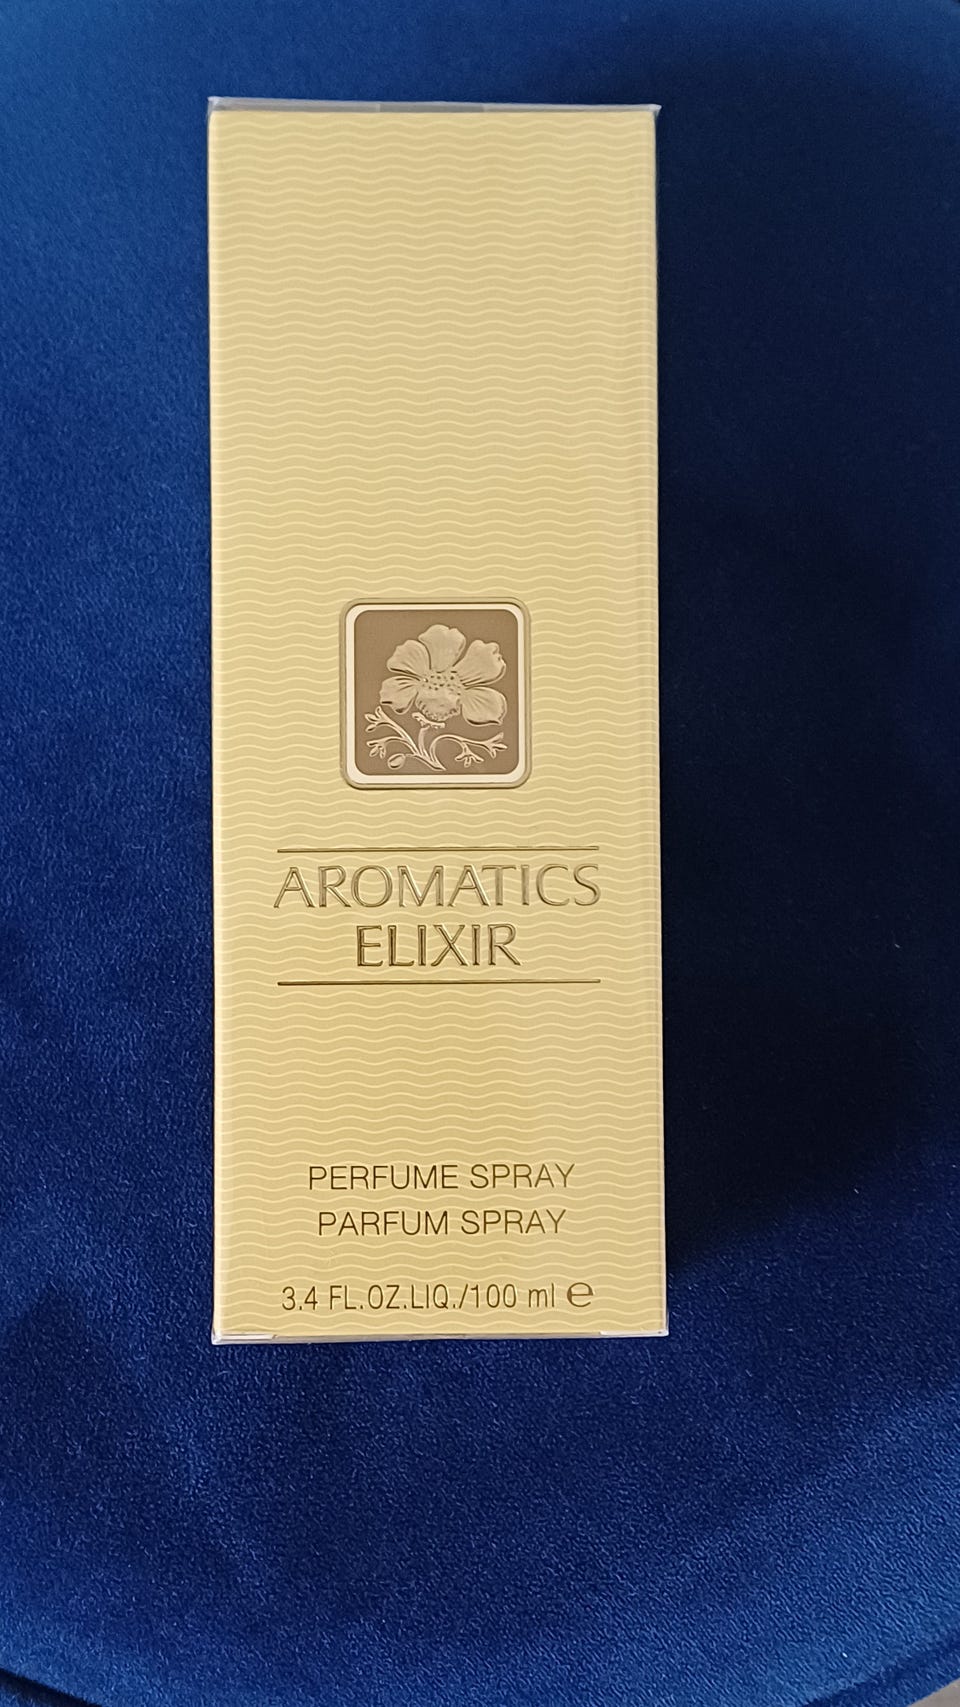 AROMATICS
ELIXIR
PERFUME SPRAY
PARFUM SPRAY
3.4 FL.OZ.LIQ./100 ml ℮